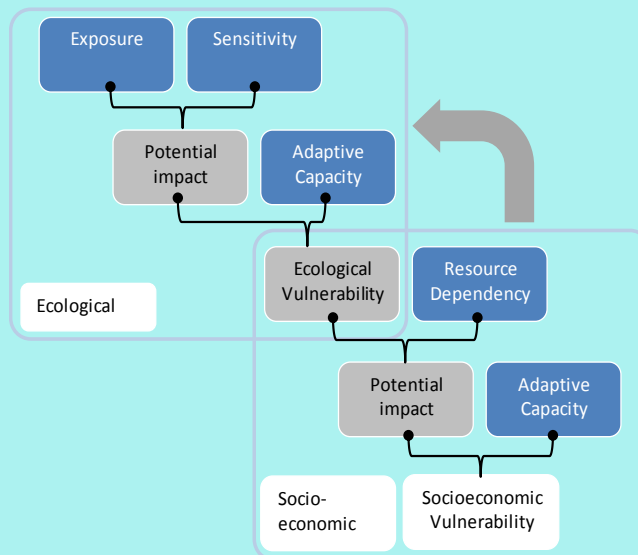 Exposure
Sensitivity
Potential
impact
Adaptive
Capacity
Ecological
Vulnerability
Resource
Dependency
Ecological
Potential
impact
Adaptive
Capacity
Socio-
economic
Socioeconomic
Vulnerability